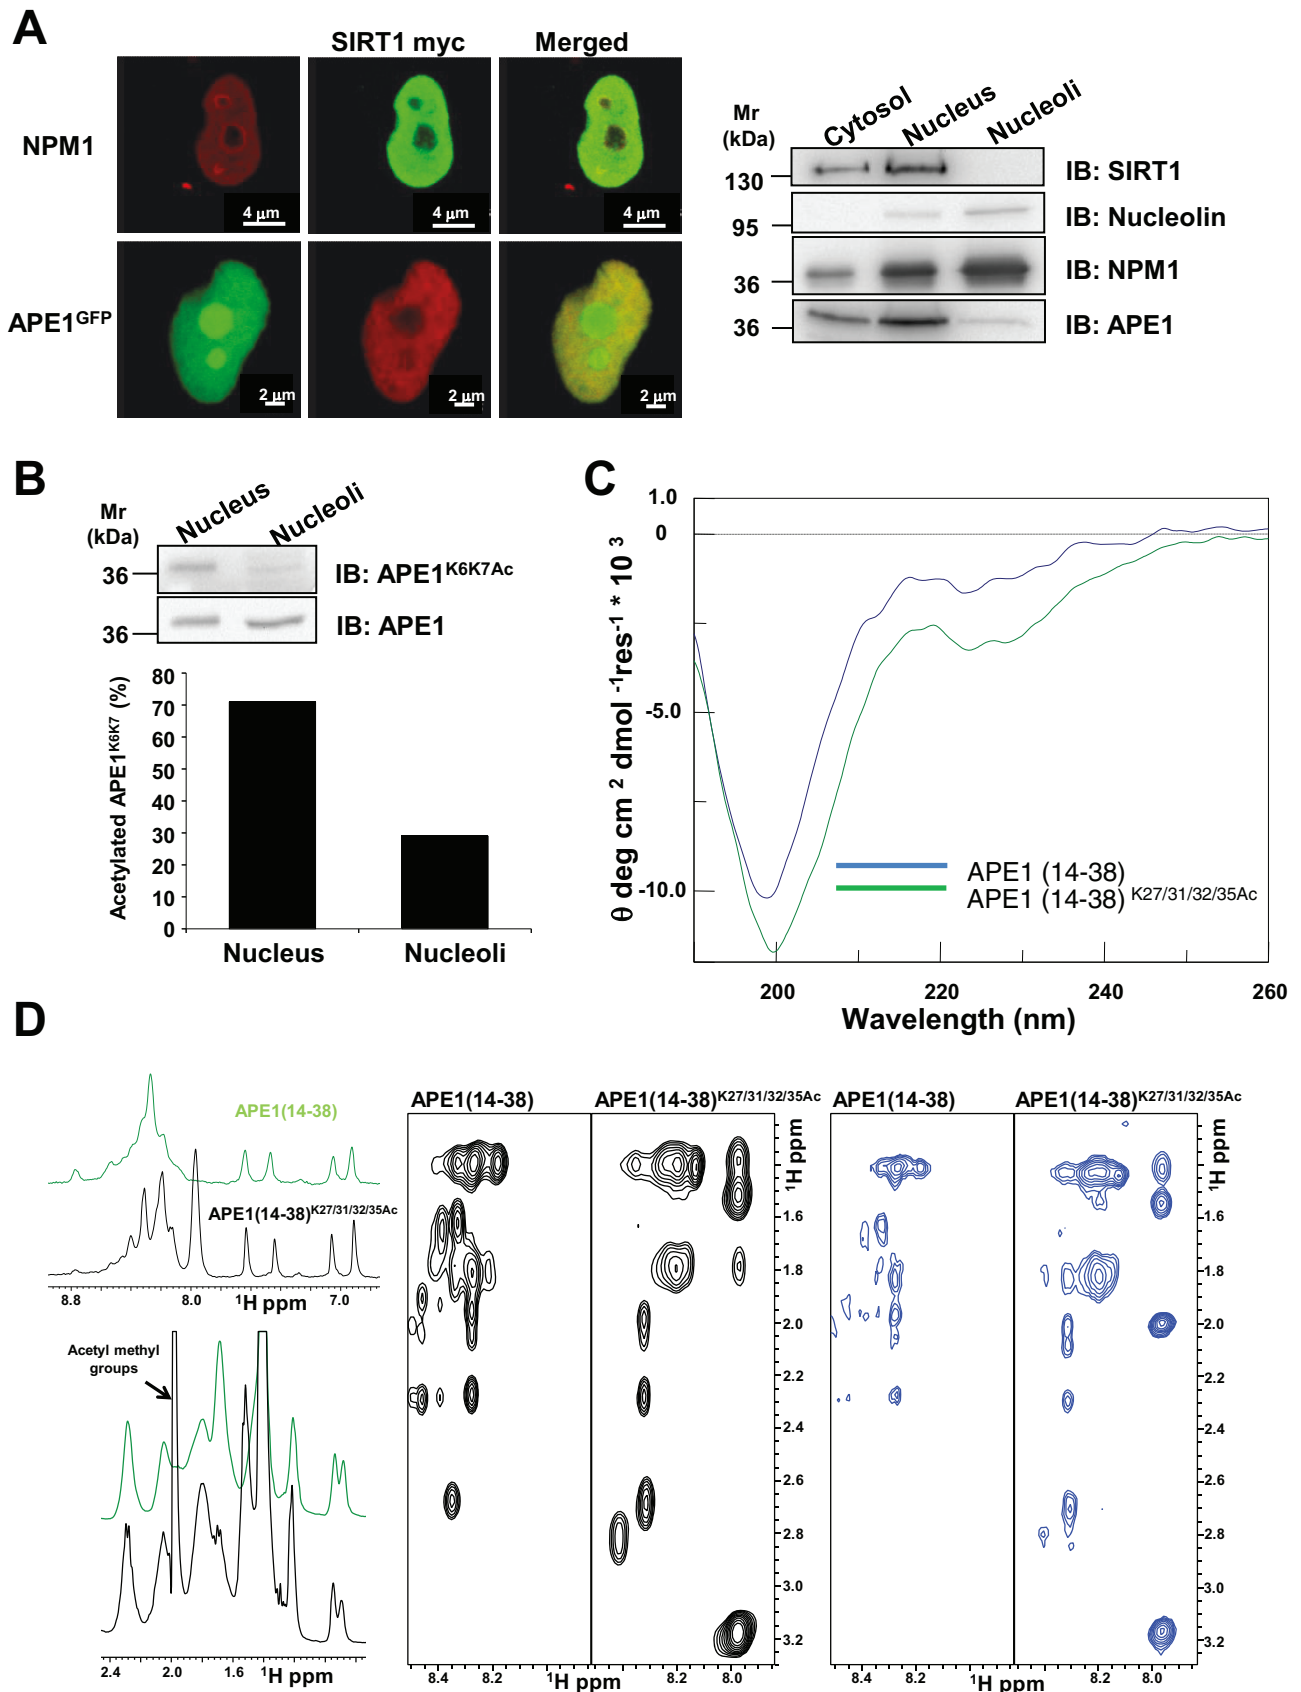 A
SIRT1 myc
Merged
NPM1
4 µm
4 µm
APE1GFP
2 µm
2 µm
2 µm
Mr
(kDa)
Cytosol
Nucleus
Nucleoli
130
IB: SIRT1
95
IB: Nucleolin
36
IB: NPM1
36
IB: APE1
B
Mr
(kDa)
Nucleus
Nucleoli
36
IB: APE1K6K7Ac
36
IB: APE1
Acetylated APE1K6K7 (%)
80
70
60
50
40
30
20
10
0
Nucleus
Nucleoli
C
θ deg cm 2 dmol -1res-1 * 10 3
1.0
0
-5.0
-10.0
APE1 (14-38)
APE1 (14-38) K27/31/32/35Ac
200
220
240
260
Wavelength (nm)
D
APE1(14-38)
APE1(14-38)K27/31/32/35Ac
8.8
8.0
1H ppm
7.0
Acetyl methyl
groups
2.4
2.0
1.6
1H ppm
APE1(14-38)
APE1(14-38)K27/31/32/35Ac
1H ppm
1.6
1.8
2.0
2.2
2.4
2.6
2.8
3.0
3.2
8.4
8.2
1H ppm
8.2
8.0
APE1(14-38)
APE1(14-38)K27/31/32/35Ac
1H ppm
1.6
1.8
2.0
2.2
2.4
2.6
2.8
3.0
3.2
8.4
8.2
1H ppm
8.2
8.0